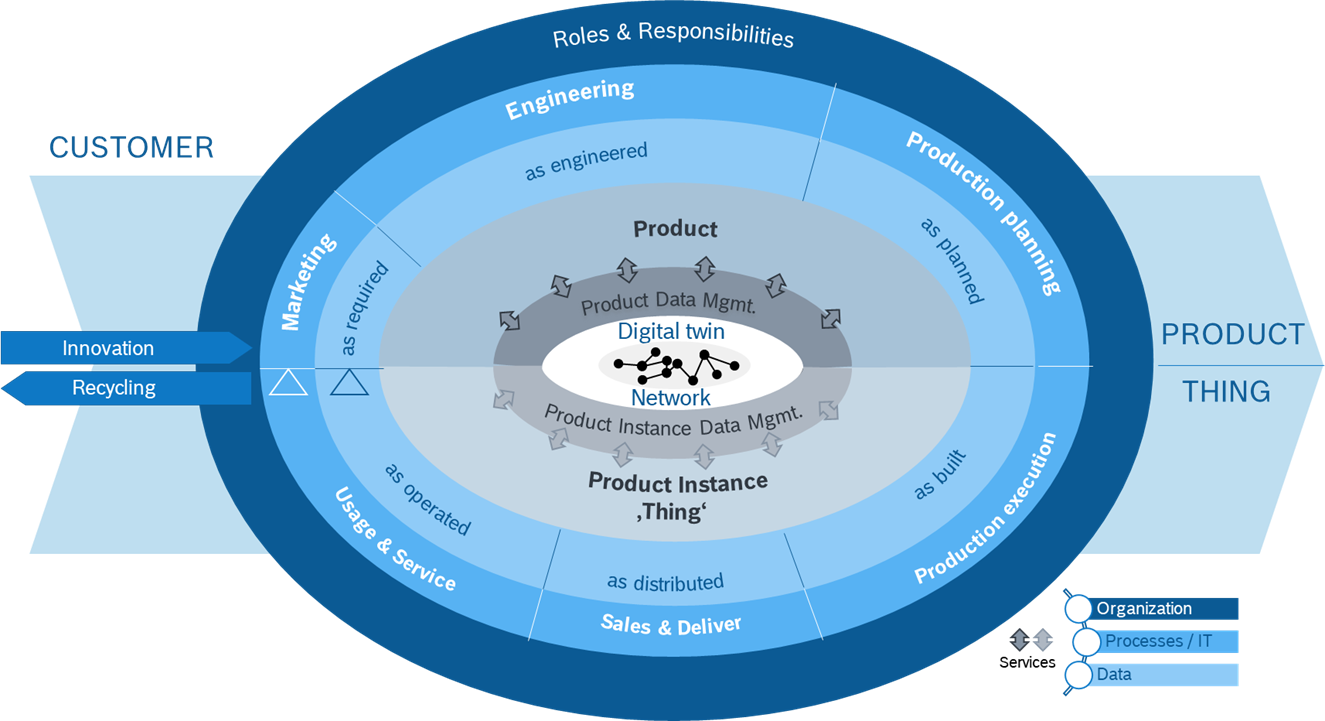 Roles & Responsibilities
Engineering
as engineered
CUSTOMER
Production planning
as planned
Marketing
as required
Product
Product Data Mgmt.
Digital twin
Network
Innovation
Recycling
PRODUCT
THING
Product Instance Data Mgmt.
Product Instance
‚Thing‘
as operated
Usage & Service
as built
Production execution
as distributed
Sales & Deliver
Services
Organization
Processes / IT
Data